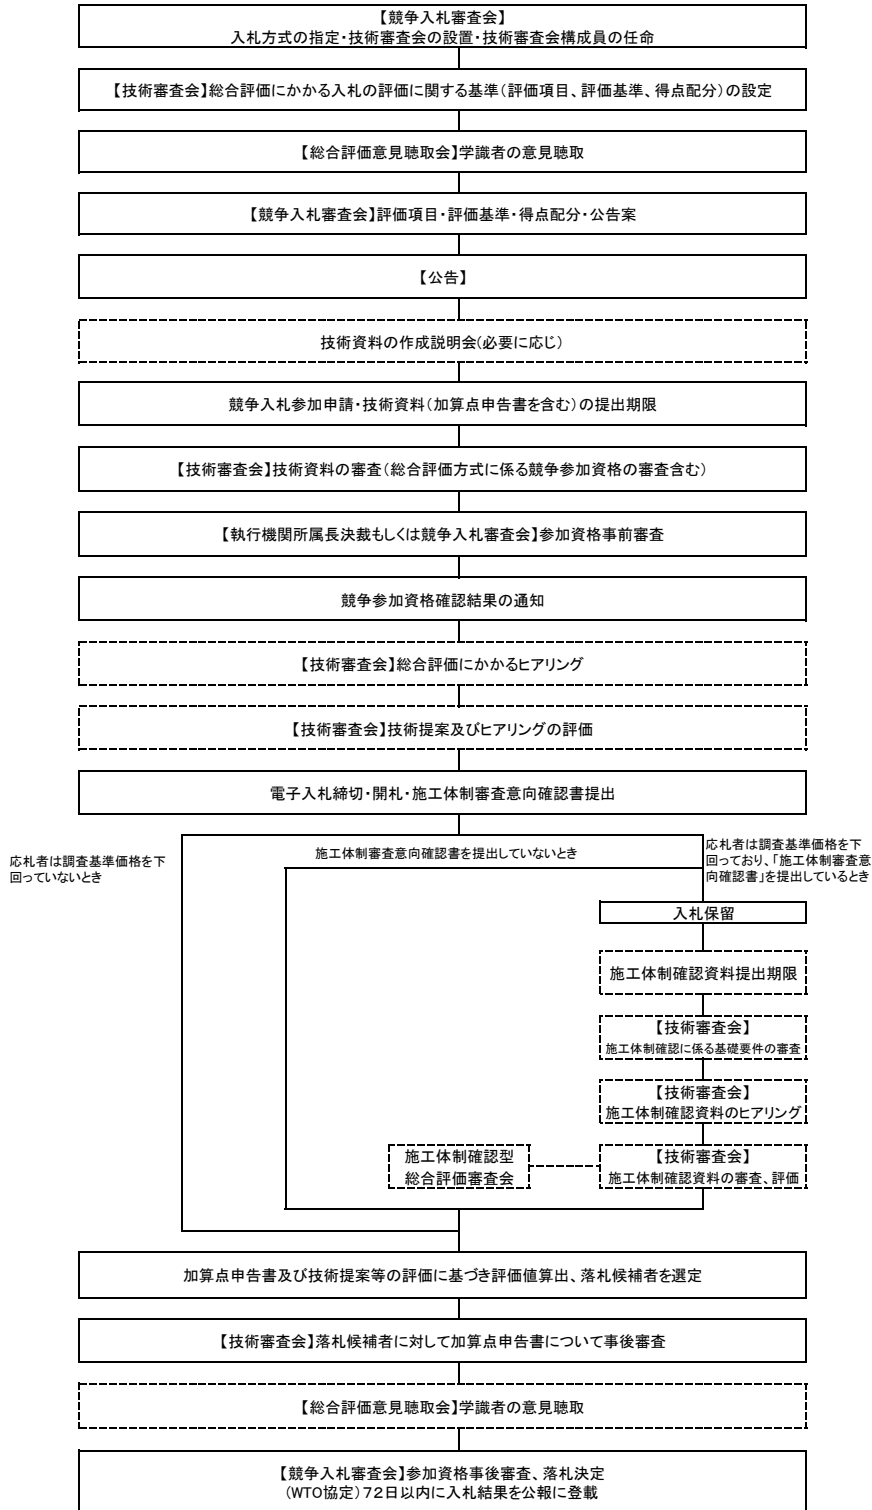 【競争入札審査会】
入札方式の指定・技術審査会の設置・技術審査会構成員の任命
【技術審査会】総合評価にかかる入札の評価に関する基準（評価項目、評価基準、得点配分）の設定
【総合評価意見聴取会】学識者の意見聴取
【競争入札審査会】評価項目・評価基準・得点配分・公告案
【公告】
技術資料の作成説明会（必要に応じ）
競争入札参加申請・技術資料（加算点申告書を含む）の提出期限
【技術審査会】技術資料の審査（総合評価方式に係る競争参加資格の審査含む）
【執行機関所属長決裁もしくは競争入札審査会】参加資格事前審査
競争参加資格確認結果の通知
【技術審査会】総合評価にかかるヒアリング
【技術審査会】技術提案及びヒアリングの評価
電子入札締切・開札・施工体制審査意向確認書提出
応札者は調査基準価格を下
回っていないとき
施工体制審査意向確認書を提出していないとき
応札者は調査基準価格を下
回っており、「施工体制審査意
向確認書」を提出しているとき
入札保留
施工体制確認資料提出期限
【技術審査会】
施工体制確認に係る基礎要件の審査
【技術審査会】
施工体制確認資料のヒアリング
施工体制確認型
総合評価審査会
【技術審査会】
施工体制確認資料の審査、評価
加算点申告書及び技術提案等の評価に基づき評価値算出、落札候補者を選定
【技術審査会】落札候補者に対して加算点申告書について事後審査
【総合評価意見聴取会】学識者の意見聴取
【競争入札審査会】参加資格事後審査、落札決定
（WTO協定）７２日以内に入札結果を公報に登載